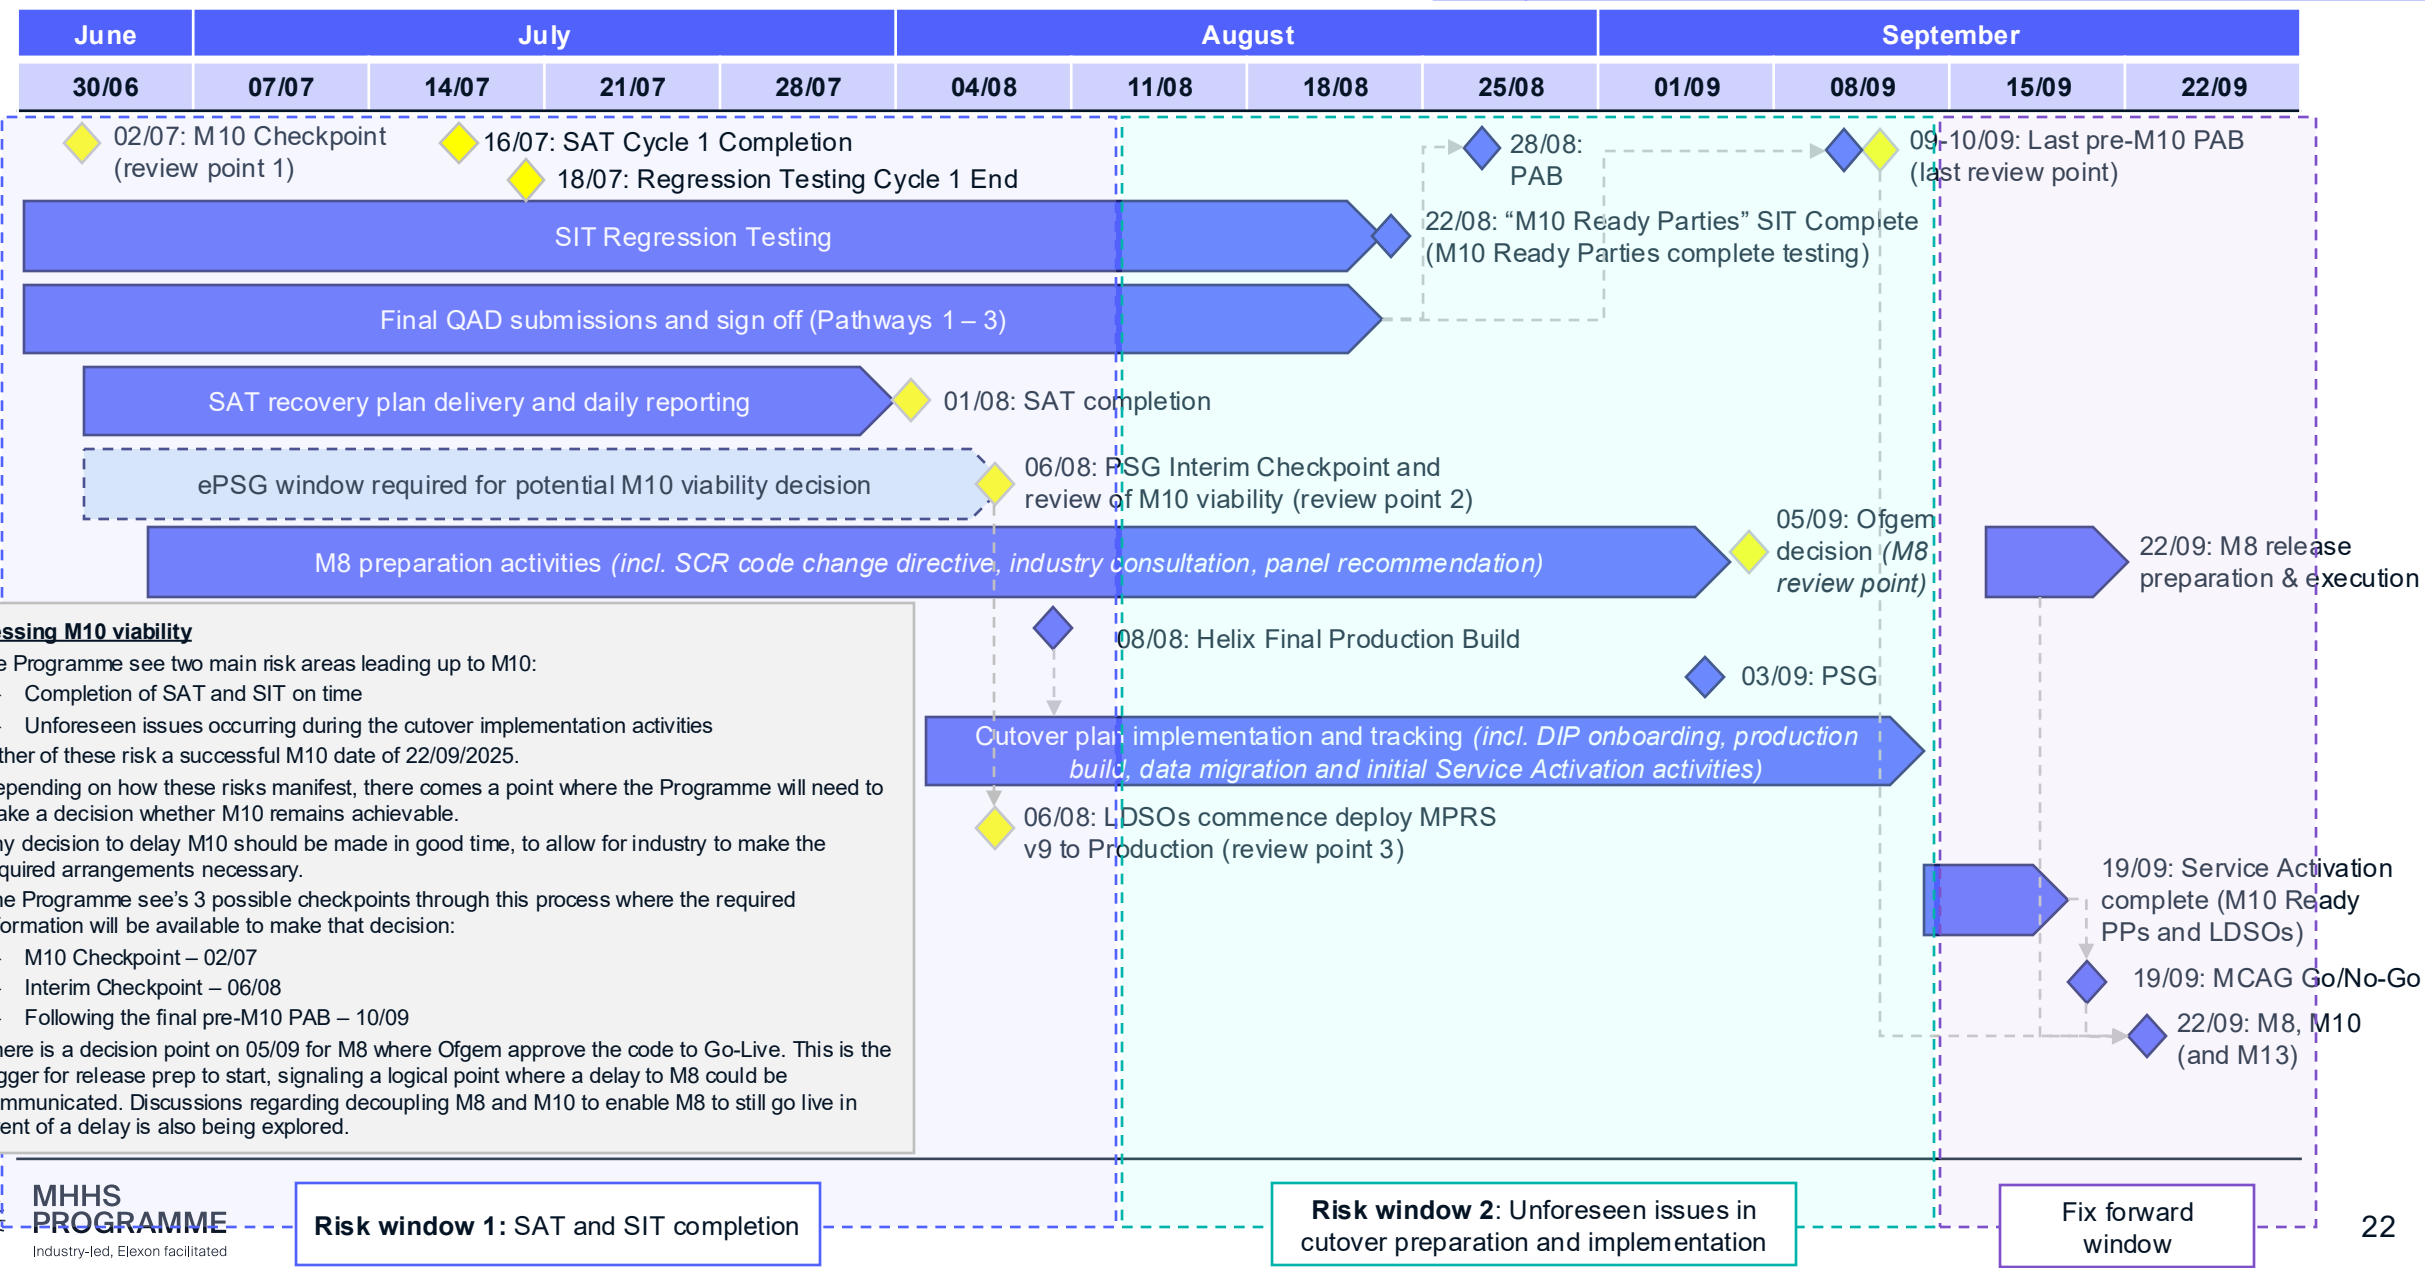 June July August September
30/06 07/07 14/07 21/07 28/07 04/08 11/08 18/08 25/08 01/09 08/09 15/09 22/09
02/07: M10 Checkpoint
(review point 1)
16/07: SAT Cycle 1 Completion
18/07: Regression Testing Cycle 1 End
28/08:
PAB
09-10/09: Last pre-M10 PAB
(last review point)
SIT Regression Testing
22/08: “M10 Ready Parties” SIT Complete
(M10 Ready Parties complete testing)
Final QAD submissions and sign off (Pathways 1 – 3)
SAT recovery plan delivery and daily reporting
01/08: SAT completion
ePSG window required for potential M10 viability decision
06/08: PSG Interim Checkpoint and
review of M10 viability (review point 2)
M8 preparation activities (incl. SCR code change directive, industry consultation, panel recommendation)
05/09: Ofgem
decision (M8
review point)
22/09: M8 release
preparation & execution
08/08: Helix Final Production Build
03/09: PSG
Cutover plan implementation and tracking (incl. DIP onboarding, production
build, data migration and initial Service Activation activities)
06/08: LDSOs commence deploy MPRS
v9 to Production (review point 3)
19/09: Service Activation
complete (M10 Ready
PPs and LDSOs)
19/09: MCAG Go/No-Go
22/09: M8, M10
(and M13)
essing M10 viability
e Programme see two main risk areas leading up to M10:
- Completion of SAT and SIT on time
- Unforeseen issues occurring during the cutover implementation activities
ther of these risk a successful M10 date of 22/09/2025.
epending on how these risks manifest, there comes a point where the Programme will need to
ake a decision whether M10 remains achievable.
ny decision to delay M10 should be made in good time, to allow for industry to make the
quired arrangements necessary.
he Programme see’s 3 possible checkpoints through this process where the required
formation will be available to make that decision:
- M10 Checkpoint – 02/07
- Interim Checkpoint – 06/08
- Following the final pre-M10 PAB – 10/09
here is a decision point on 05/09 for M8 where Ofgem approve the code to Go-Live. This is the
gger for release prep to start, signaling a logical point where a delay to M8 could be
mmunicated. Discussions regarding decoupling M8 and M10 to enable M8 to still go live in
ent of a delay is also being explored.
MHHS
PROGRAMME
Industry-led, Elexon facilitated
Risk window 1: SAT and SIT completion
Risk window 2: Unforeseen issues in
cutover preparation and implementation
Fix forward
window
22